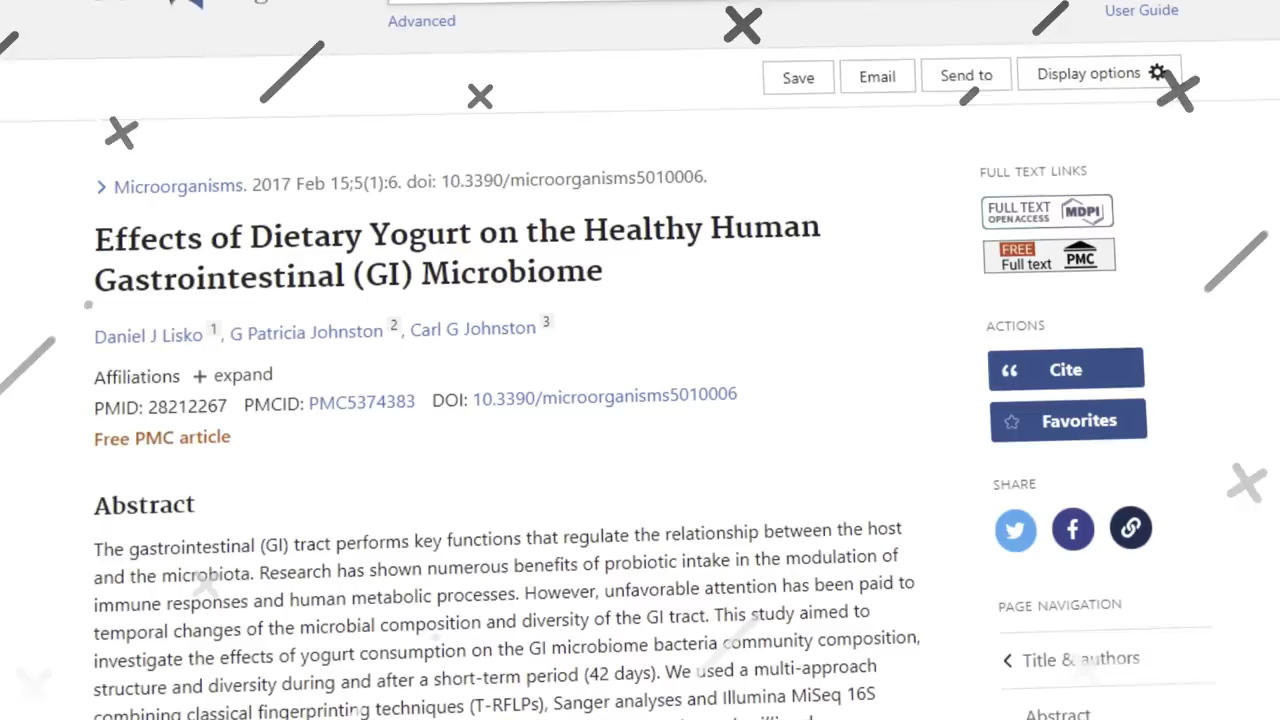 Advanced
User Guide
Save
Email
Send to
Display options
Microorganisms. 2017 Feb 15;5(1):6. doi: 10.3390/microorganisms5010006.
Effects of Dietary Yogurt on the Healthy Human
Gastrointestinal (GI) Microbiome
Daniel J Lisko 1, G Patricia Johnston 2, Carl G Johnston 3
Affiliations + expand
PMID: 28212267 PMCID: PMC5374383 DOI: 10.3390/microorganisms5010006
Free PMC article
Abstract
The gastrointestinal (GI) tract performs key functions that regulate the relationship between the host
and the microbiota. Research has shown numerous benefits of probiotic intake in the modulation of
immune responses and human metabolic processes. However, unfavorable attention has been paid to
temporal changes of the microbial composition and diversity of the GI tract. This study aimed to
investigate the effects of yogurt consumption on the GI microbiome bacteria community composition,
structure and diversity during and after a short-term period (42 days). We used a multi-approach
combining classical fingerprinting techniques (T-RFLPs), Sanger analyses and Illumina MiSeq 16S
FULL TEXT LINKS
FULL TEXT
OPEN ACCESS
MDPI
FREE
Full text
PMC
ACTIONS
Cite
Favorites
SHARE
PAGE NAVIGATION
Title & authors
Abstract